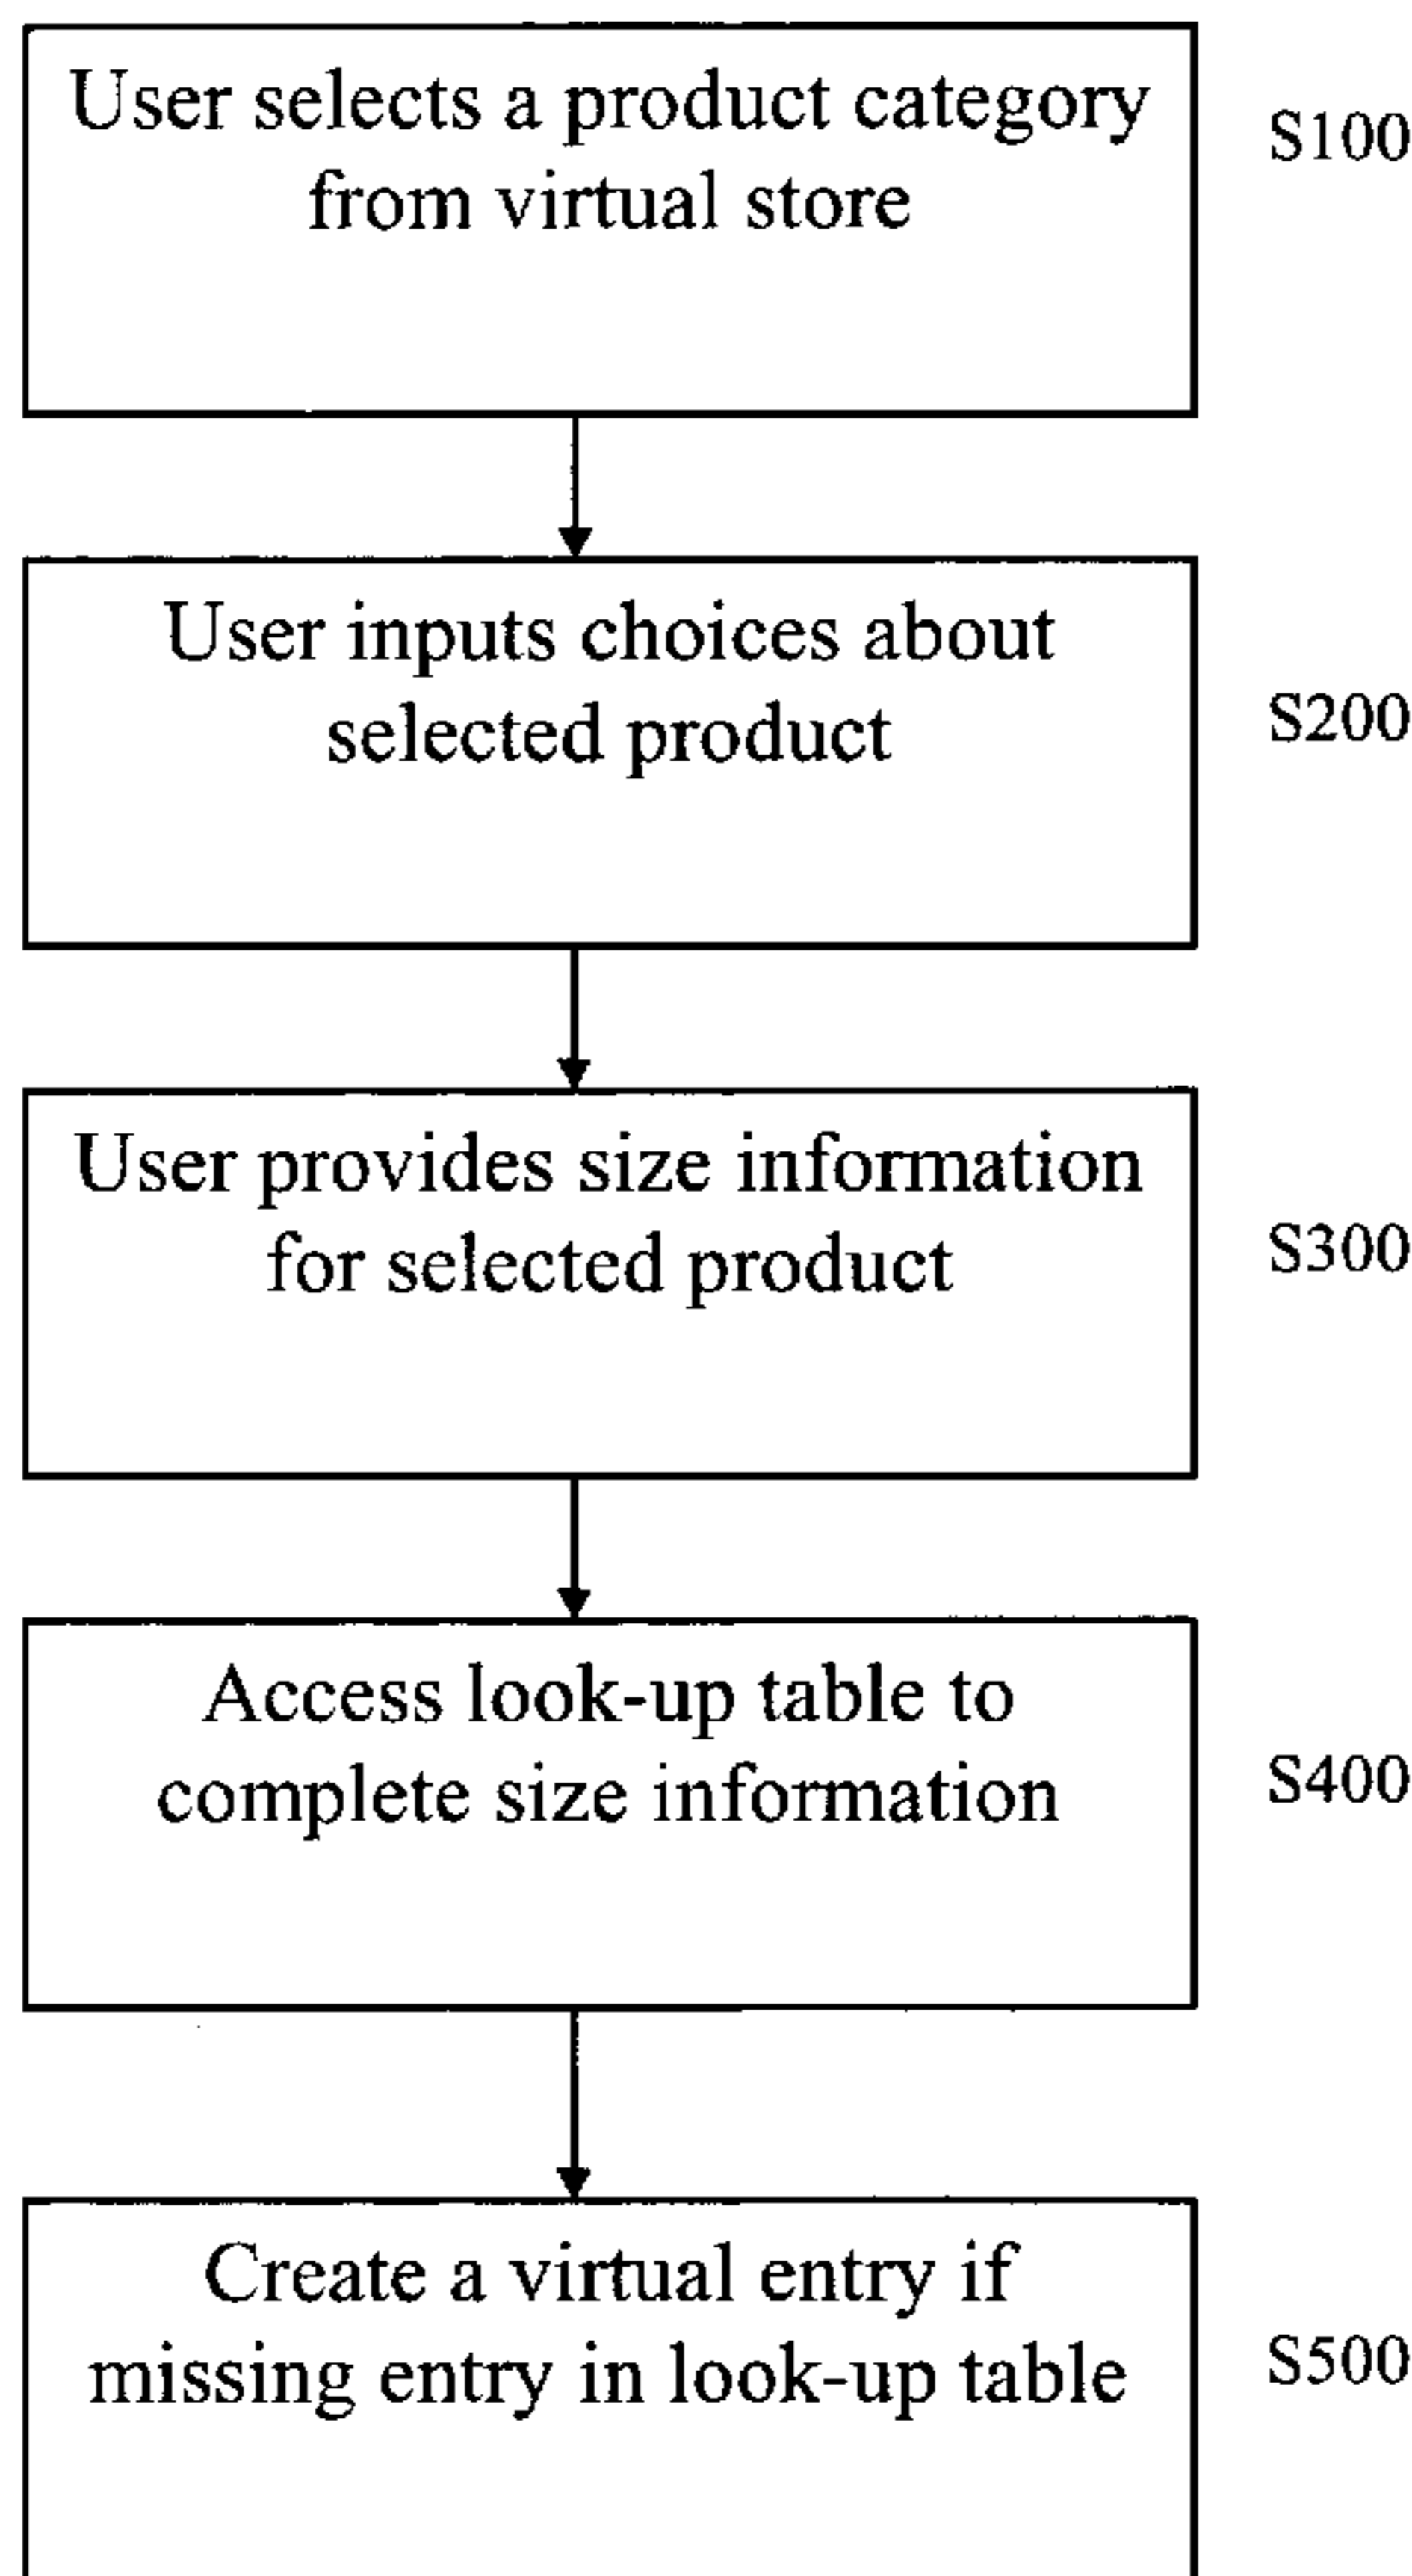 User selects a product category
from virtual store
S100
User inputs choices about
selected product
S200
User provides size information
for selected product
S300
Access look-up table to
complete size information
S400
Create a virtual entry if
missing entry in look-up table
S500